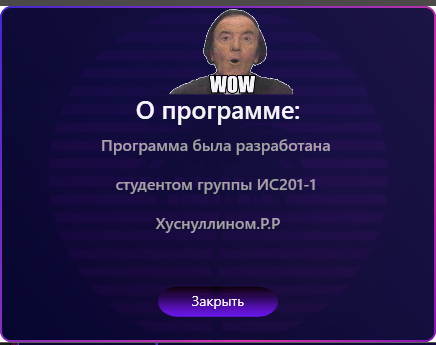 WOW
О программе:
Программа была разработана
студентом группы ИС201-1
Хуснуллином.Р.Р
Закрыть